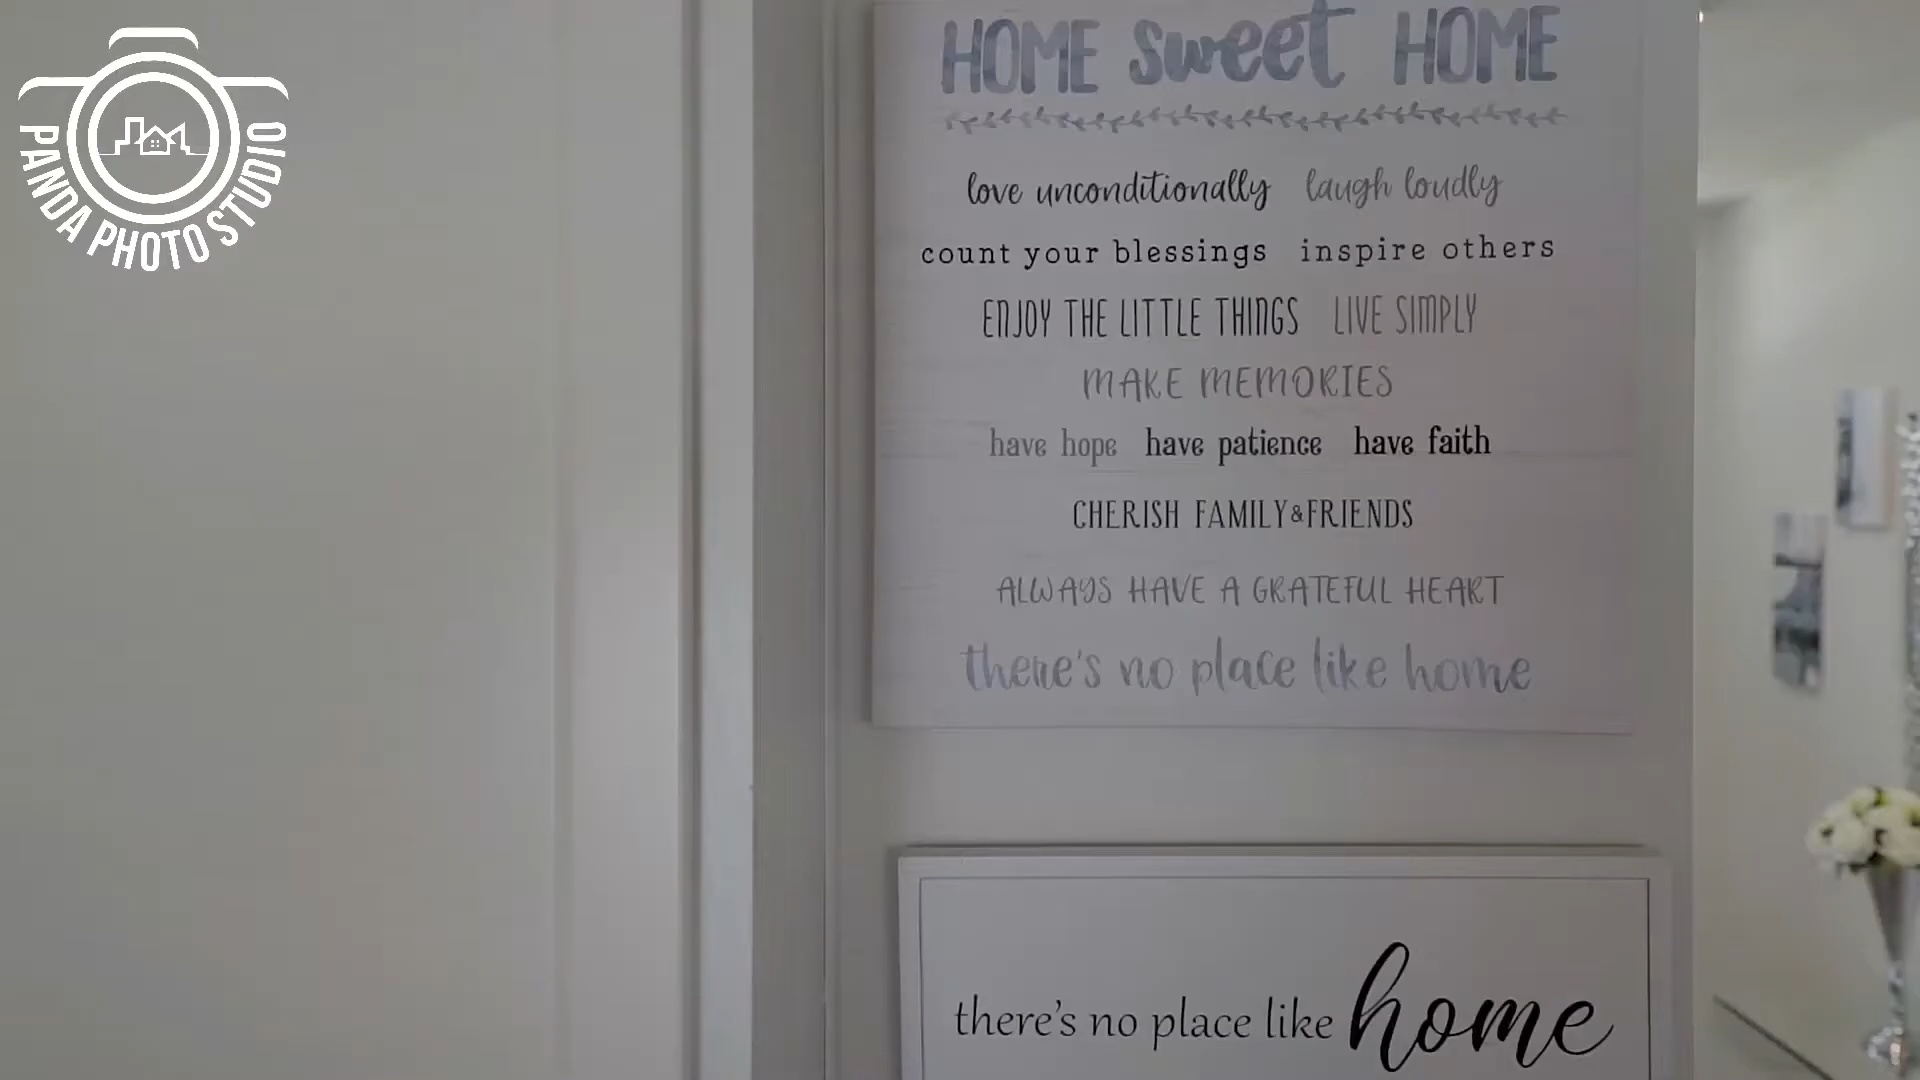 PANDA PHOTO STUDIO
HOME sweet HOME
love unconditionally laugh loudly
count your blessings inspire others
ENJOY THE LITTLE THINGS LIVE SIMPLY
MAKE MEMORIES
have hope have patience have faith
CHERISH FAMILY&FRIENDS
ALWAYS HAVE A GRATEFUL HEART
there's no place like home
there's no place like home